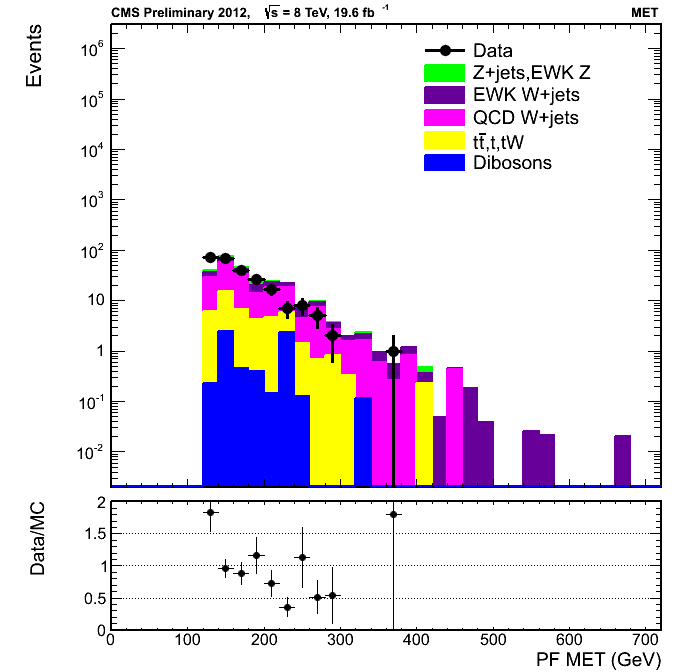 CMS Preliminary 2012, √s = 8 TeV, 19.6 fb⁻¹ MET
Events
10⁶
10⁵
10⁴
10³
10²
10
1
10⁻¹
10⁻²
Data
Z+jets,EWK Z
EWK W+jets
QCD W+jets
tt̅,t,tW
Dibosons
Data/MC
2
1.5
1
0.5
0
0 100 200 300 400 500 600 700
PF MET (GeV)